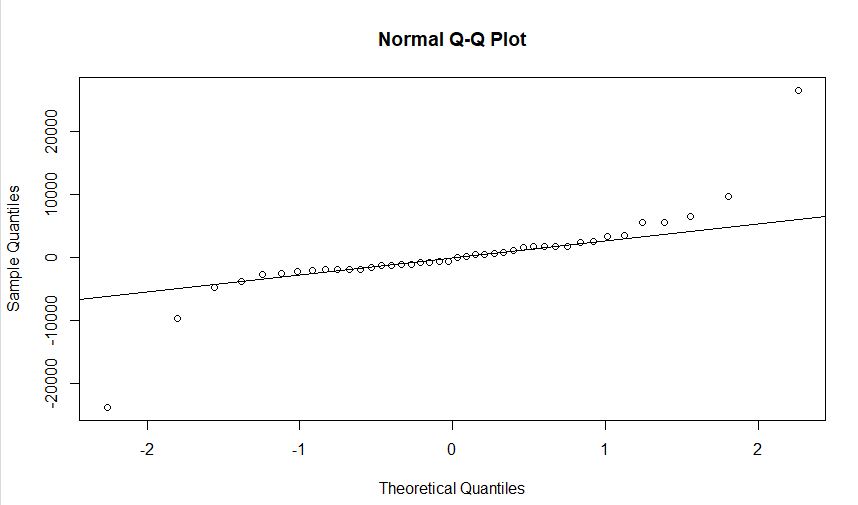 Normal Q-Q Plot
20000
10000
0
-10000
-20000
Sample Quantiles
-2 -1 0 1 2
Theoretical Quantiles